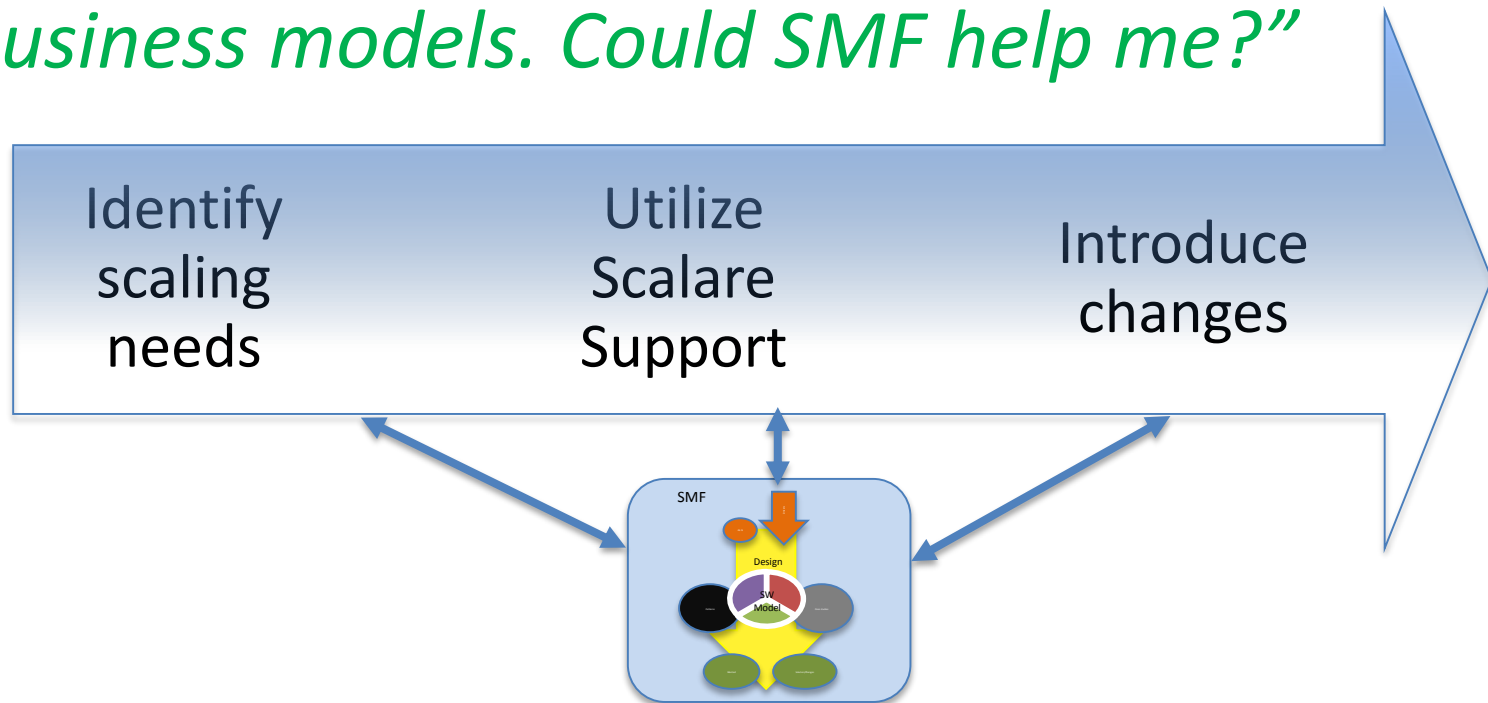 usiness models. Could SMF help me?”
Identify
scaling
needs
Utilize
Scalare
Support
Introduce
changes
SMF
Design
SW
Model